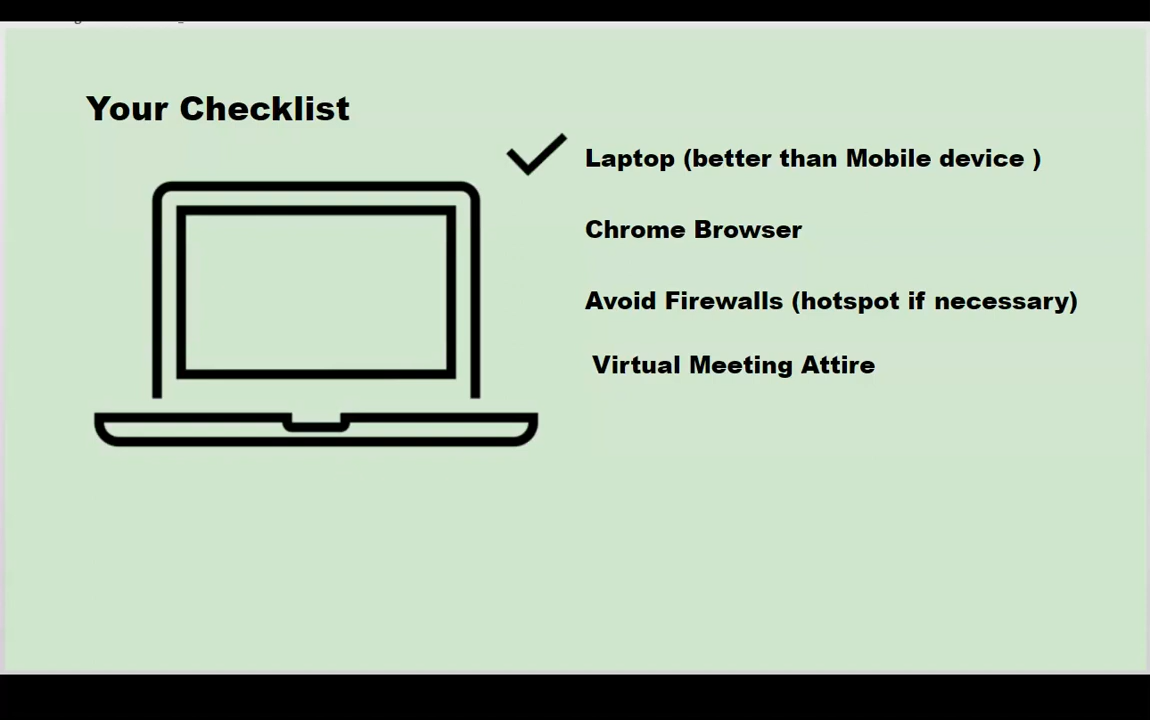 Your Checklist
Laptop (better than Mobile device )
Chrome Browser
Avoid Firewalls (hotspot if necessary)
Virtual Meeting Attire